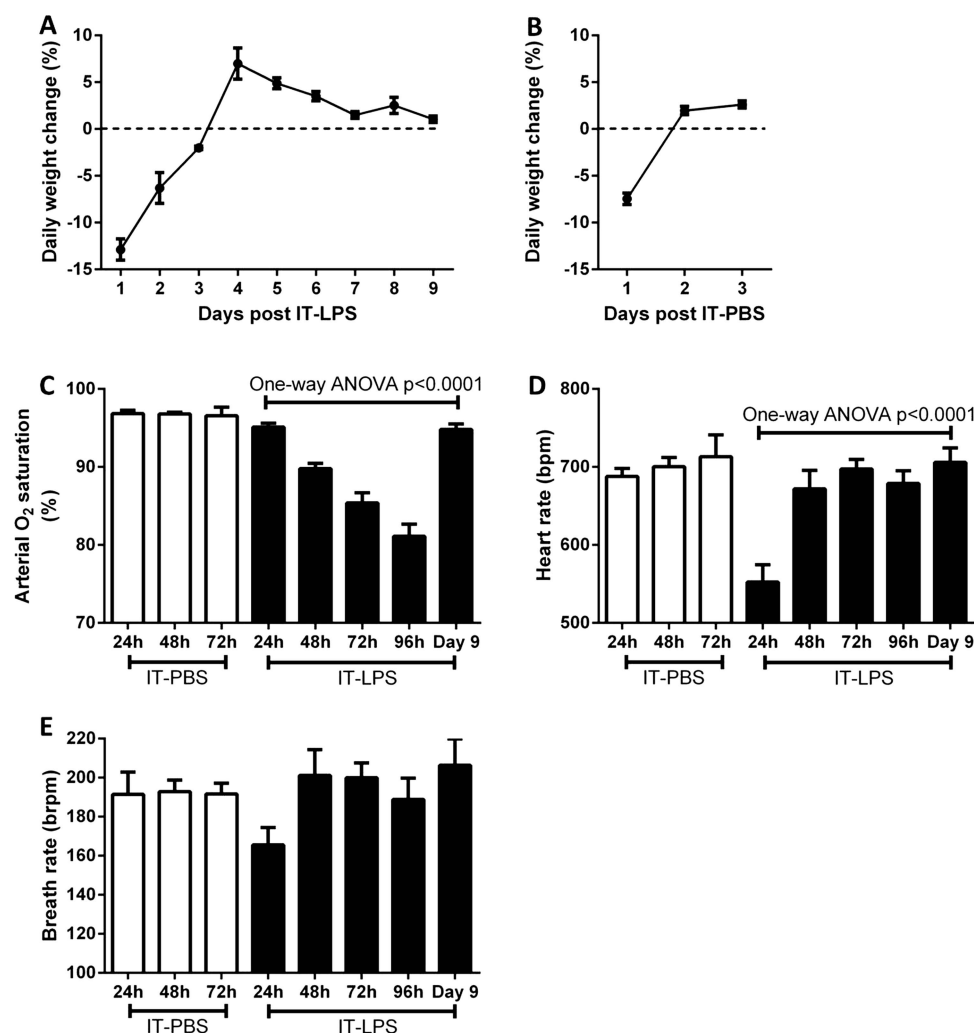 A
Daily weight change (%)
10
5
0
-5
-10
-15
1 2 3 4 5 6 7 8 9
Days post IT-LPS
B
Daily weight change (%)
10
5
0
-5
-10
-15
1 2 3
Days post IT-PBS
C
One-way ANOVA p<0.0001
Arterial O2 saturation
(%)
100
90
80
70
24h 48h 72h 24h 48h 72h 96h Day 9
IT-PBS IT-LPS
D
One-way ANOVA p<0.0001
Heart rate (bpm)
800
700
600
500
24h 48h 72h 24h 48h 72h 96h Day 9
IT-PBS IT-LPS
E
Breath rate (brpm)
220
200
180
160
140
120
100
24h 48h 72h 24h 48h 72h 96h Day 9
IT-PBS IT-LPS